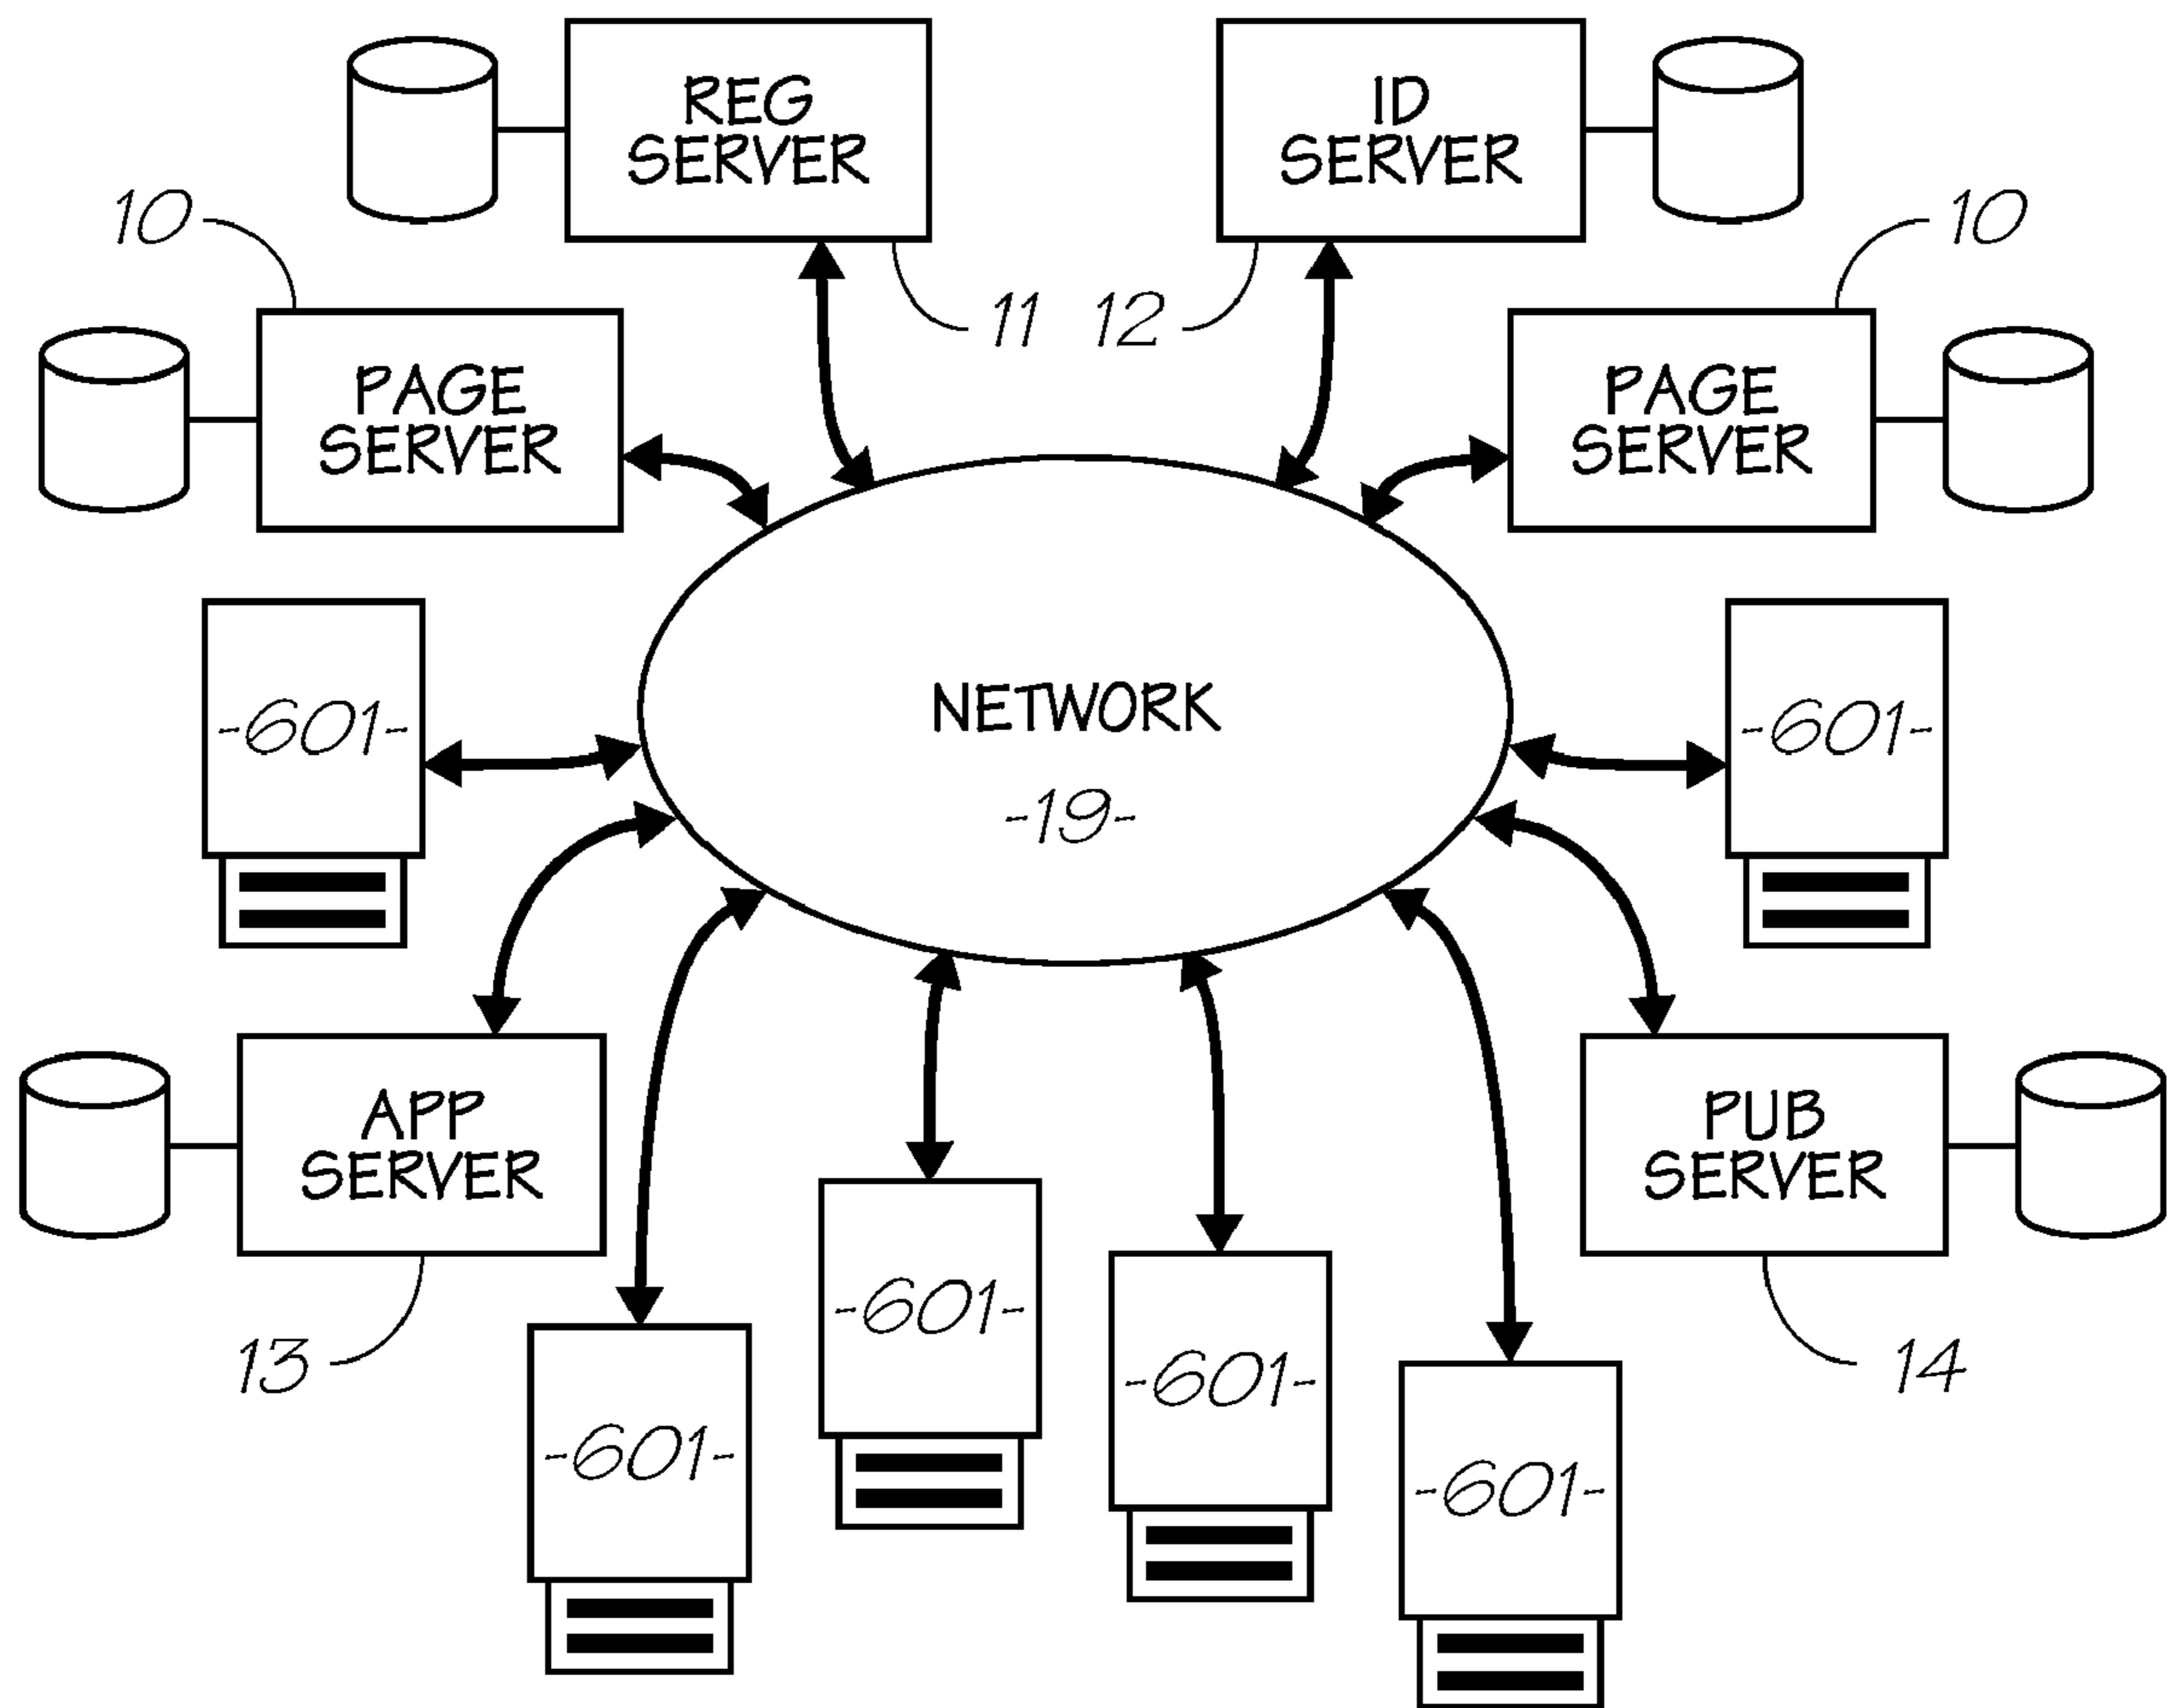 REG
SERVER
ID
SERVER
10
10
11
12
PAGE
SERVER
PAGE
SERVER
-601-
NETWORK
-19-
-601-
APP
SERVER
PUB
SERVER
-601-
-601-
13
14
-601-
-601-